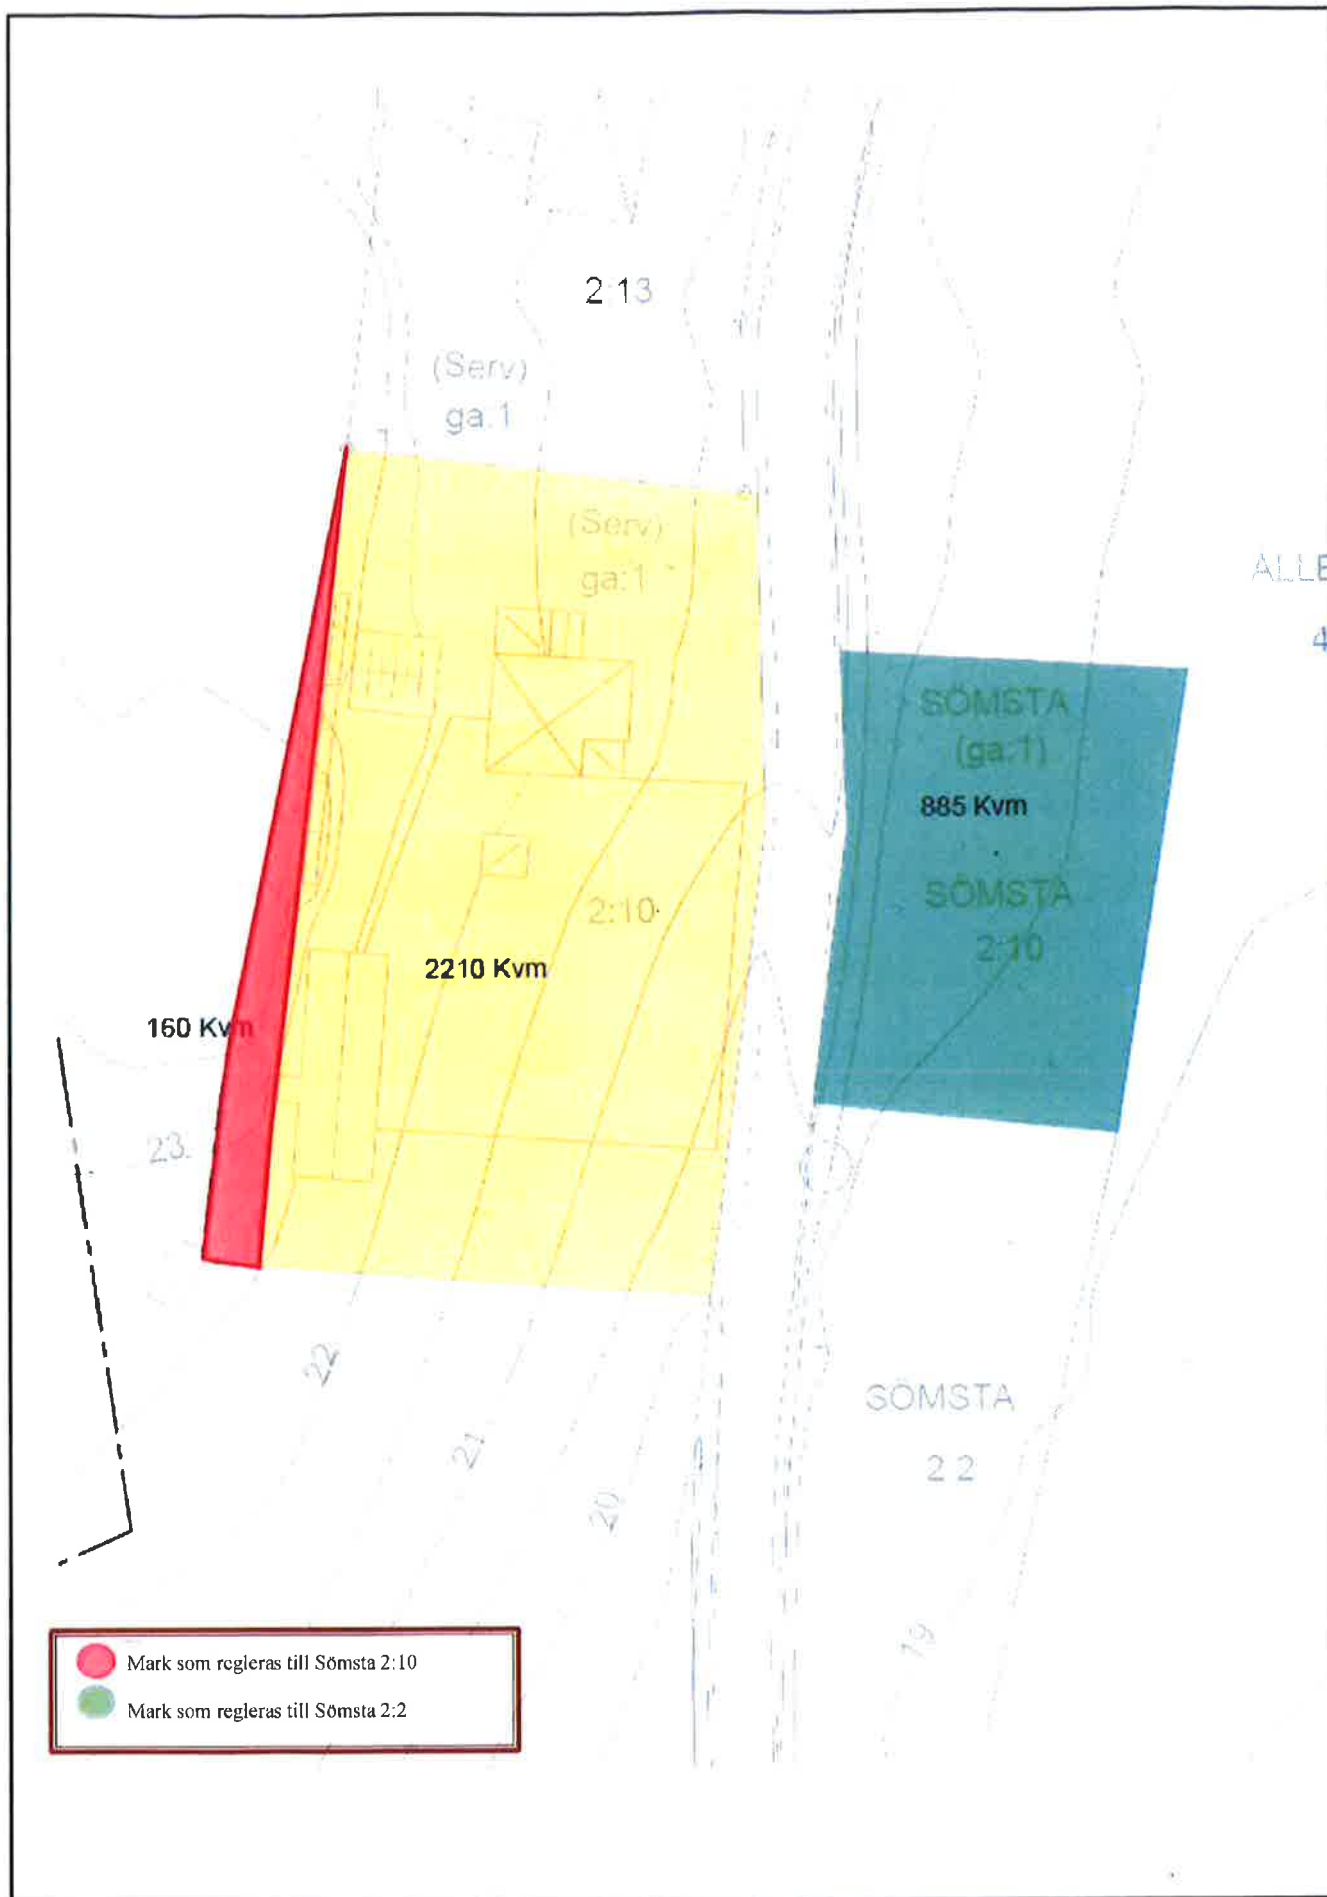 2:13
(Serv)
ga:1
(Serv)
ga:1
SÖMSTA
(ga:1)
885 Kvm
SÖMSTA
2:10
2:10
2210 Kvm
160 Kvm
23
22
21
20
19
SÖMSTA
2 2
4
Mark som regleras till Sömsta 2:10
Mark som regleras till Sömsta 2:2